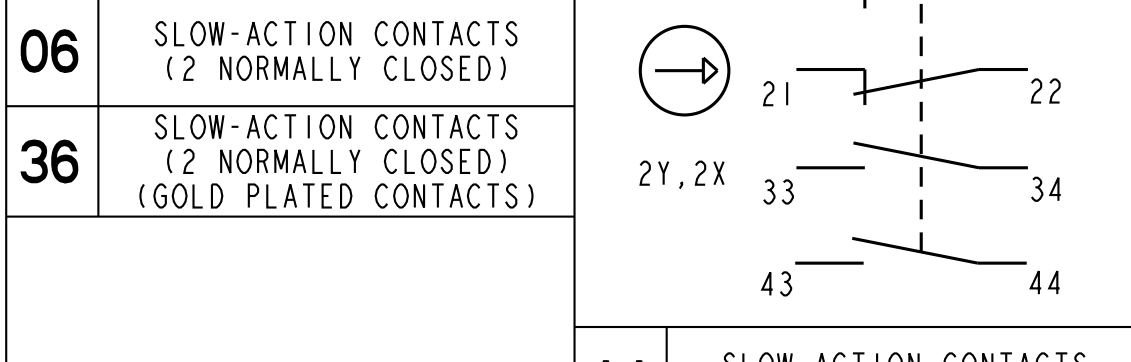 06
SLOW-ACTION CONTACTS
(2 NORMALLY CLOSED)
36
SLOW-ACTION CONTACTS
(2 NORMALLY CLOSED)
(GOLD PLATED CONTACTS)
21
22
2Y,2X
33
34
43
44
SLOW-ACTION CONTACTS